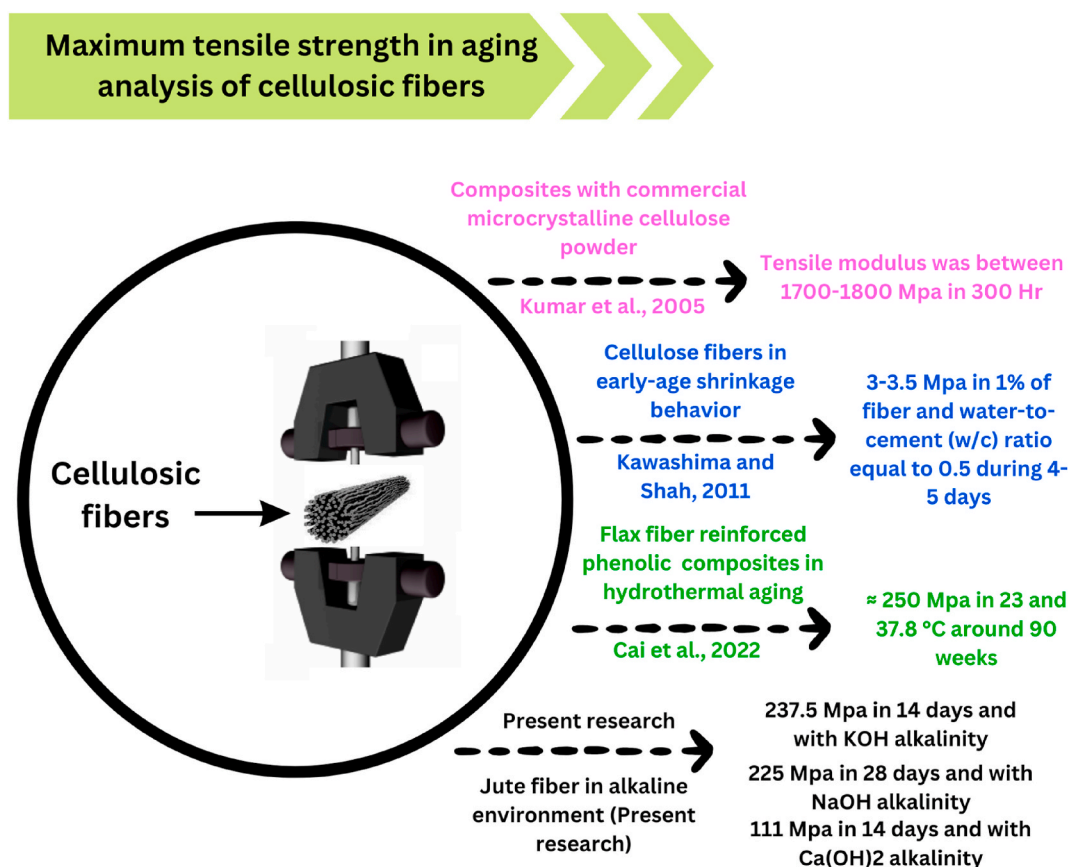 Maximum tensile strength in aging
analysis of cellulosic fibers
Composites with commercial
microcrystalline cellulose
powder
Kumar et al., 2005
Tensile modulus was between
1700-1800 Mpa in 300 Hr
Cellulosic
fibers
Cellulose fibers in
early-age shrinkage
behavior
Kawashima and
Shah, 2011
3-3.5 Mpa in 1% of
fiber and water-to-
cement (w/c) ratio
equal to 0.5 during 4-
5 days
Flax fiber reinforced
phenolic composites in
hydrothermal aging
Cai et al., 2022
≈ 250 Mpa in 23 and
37.8 °C around 90
weeks
Present research
Jute fiber in alkaline
environment (Present
research)
237.5 Mpa in 14 days and
with KOH alkalinity
225 Mpa in 28 days and with
NaOH alkalinity
111 Mpa in 14 days and with
Ca(OH)2 alkalinity